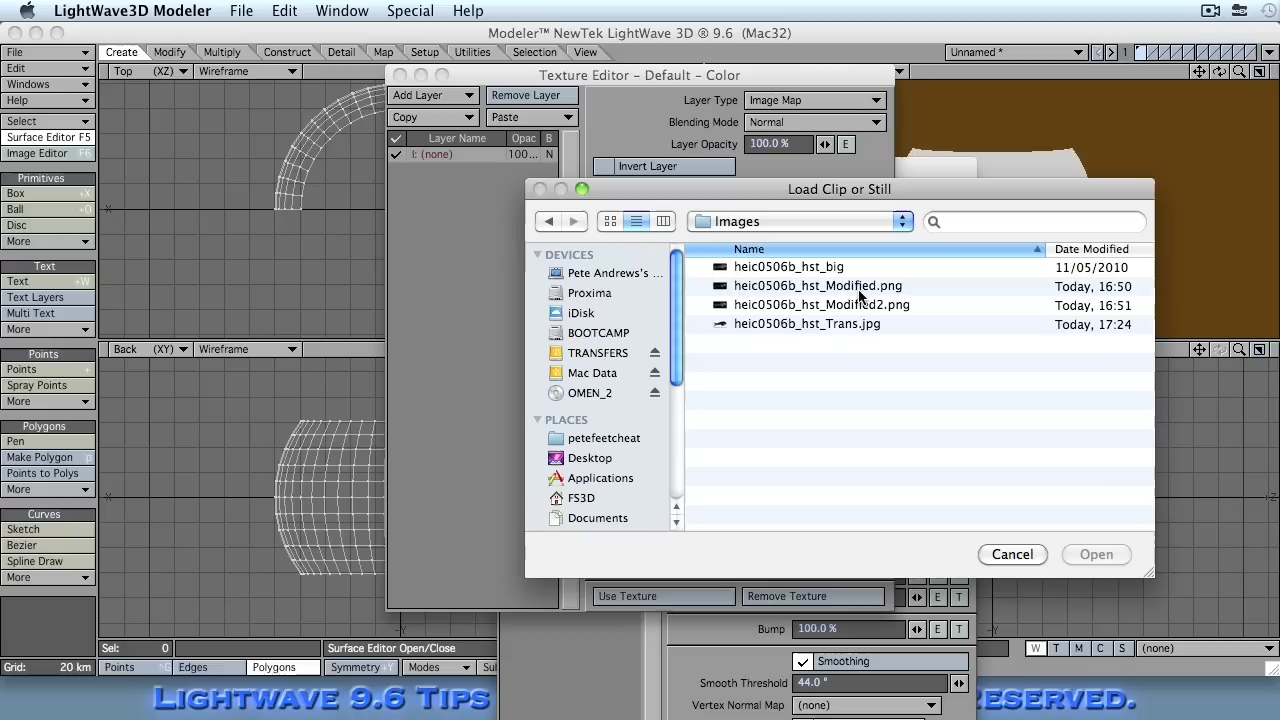 LightWave3D Modeler File Edit Window Special Help
Modeler™ NewTek LightWave 3D ® 9.6 (Mac32)
File
Edit
Windows
Help
Select
Surface Editor F5
Image Editor F6
Primitives
Box +X
Ball +O
Disc
More
Text
Text +W
Text Layers
Multi Text
More
Points
Points +
Spray Points
More
Polygons
Pen
Make Polygon p
Points to Polys
More
Curves
Sketch
Bezier
Spline Draw
More
Grid: 20 km
Create Modify Multiply Construct Detail Map Setup Utilities Selection View Unnamed * 1
Top (XZ) Wireframe
X
Back (XY) Wireframe
X
-Y
-Y
-Z
Texture Editor - Default - Color
Add Layer Remove Layer
Copy Paste
Layer Name Opac B
I: (none) 100... N
Layer Type Image Map
Blending Mode Normal
Layer Opacity 100.0 % E
Invert Layer
Load Clip or Still
Images
DEVICES
Pete Andrews's ...
Proxima
iDisk
BOOTCAMP
TRANSFERS
Mac Data
OMEN_2
PLACES
petefeetcheat
Desktop
Applications
FS3D
Documents
Name Date Modified
heic0506b_hst_big 11/05/2010
heic0506b_hst_Modified.png Today, 16:50
heic0506b_hst_Modified2.png Today, 16:51
heic0506b_hst_Trans.jpg Today, 17:24
Cancel Open
Use Texture Remove Texture
E T
Bump 100.0 % E T
Smoothing
Smooth Threshold 44.0 °
Vertex Normal Map (none)
Sel: 0 Surface Editor Open/Close
Points ^G Edges Polygons Symmetry +Y Modes
W T M C S (none)
Lightwave 9.6 Tips
eserved.